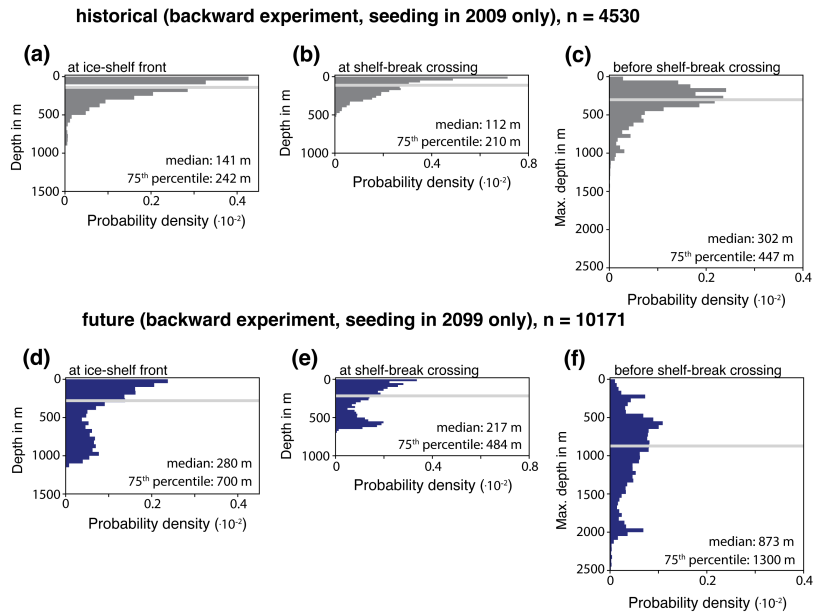 historical (backward experiment, seeding in 2009 only), n = 4530
(a)
at ice-shelf front
0
500
1000
1500
Depth in m
median: 141 m
75th percentile: 242 m
0
0.2
0.4
Probability density (·10-2)
(b)
at shelf-break crossing
0
500
1000
Depth in m
median: 112 m
75th percentile: 210 m
0
0.4
0.8
Probability density (·10-2)
(c)
before shelf-break crossing
0
500
1000
1500
2000
2500
Max. depth in m
median: 302 m
75th percentile: 447 m
0
0.2
0.4
Probability density (·10-2)
future (backward experiment, seeding in 2099 only), n = 10171
(d)
at ice-shelf front
0
500
1000
1500
Depth in m
median: 280 m
75th percentile: 700 m
0
0.2
0.4
Probability density (·10-2)
(e)
at shelf-break crossing
0
500
1000
Depth in m
median: 217 m
75th percentile: 484 m
0
0.4
0.8
Probability density (·10-2)
(f)
before shelf-break crossing
0
500
1000
1500
2000
2500
Max. depth in m
median: 873 m
75th percentile: 1300 m
0
0.2
0.4
Probability density (·10-2)